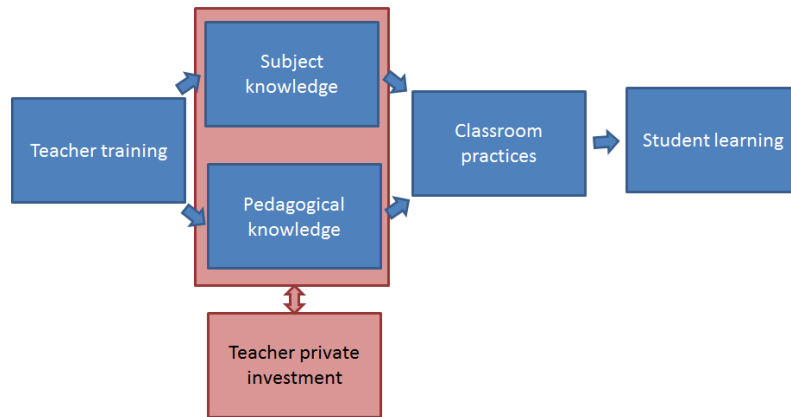 Teacher training
Subject
knowledge
Pedagogical
knowledge
Classroom
practices
Student learning
Teacher private
investment